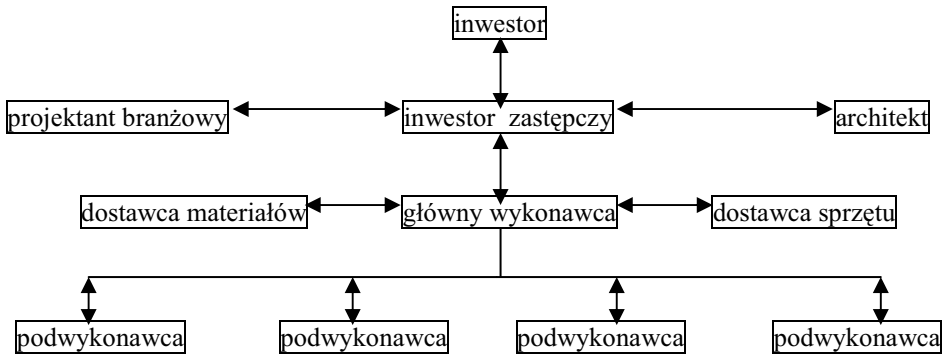 inwestor
projektant branżowy inwestor zastępczy architekt
dostawca materiałów główny wykonawca dostawca sprzętu
podwykonawca podwykonawca podwykonawca podwykonawca